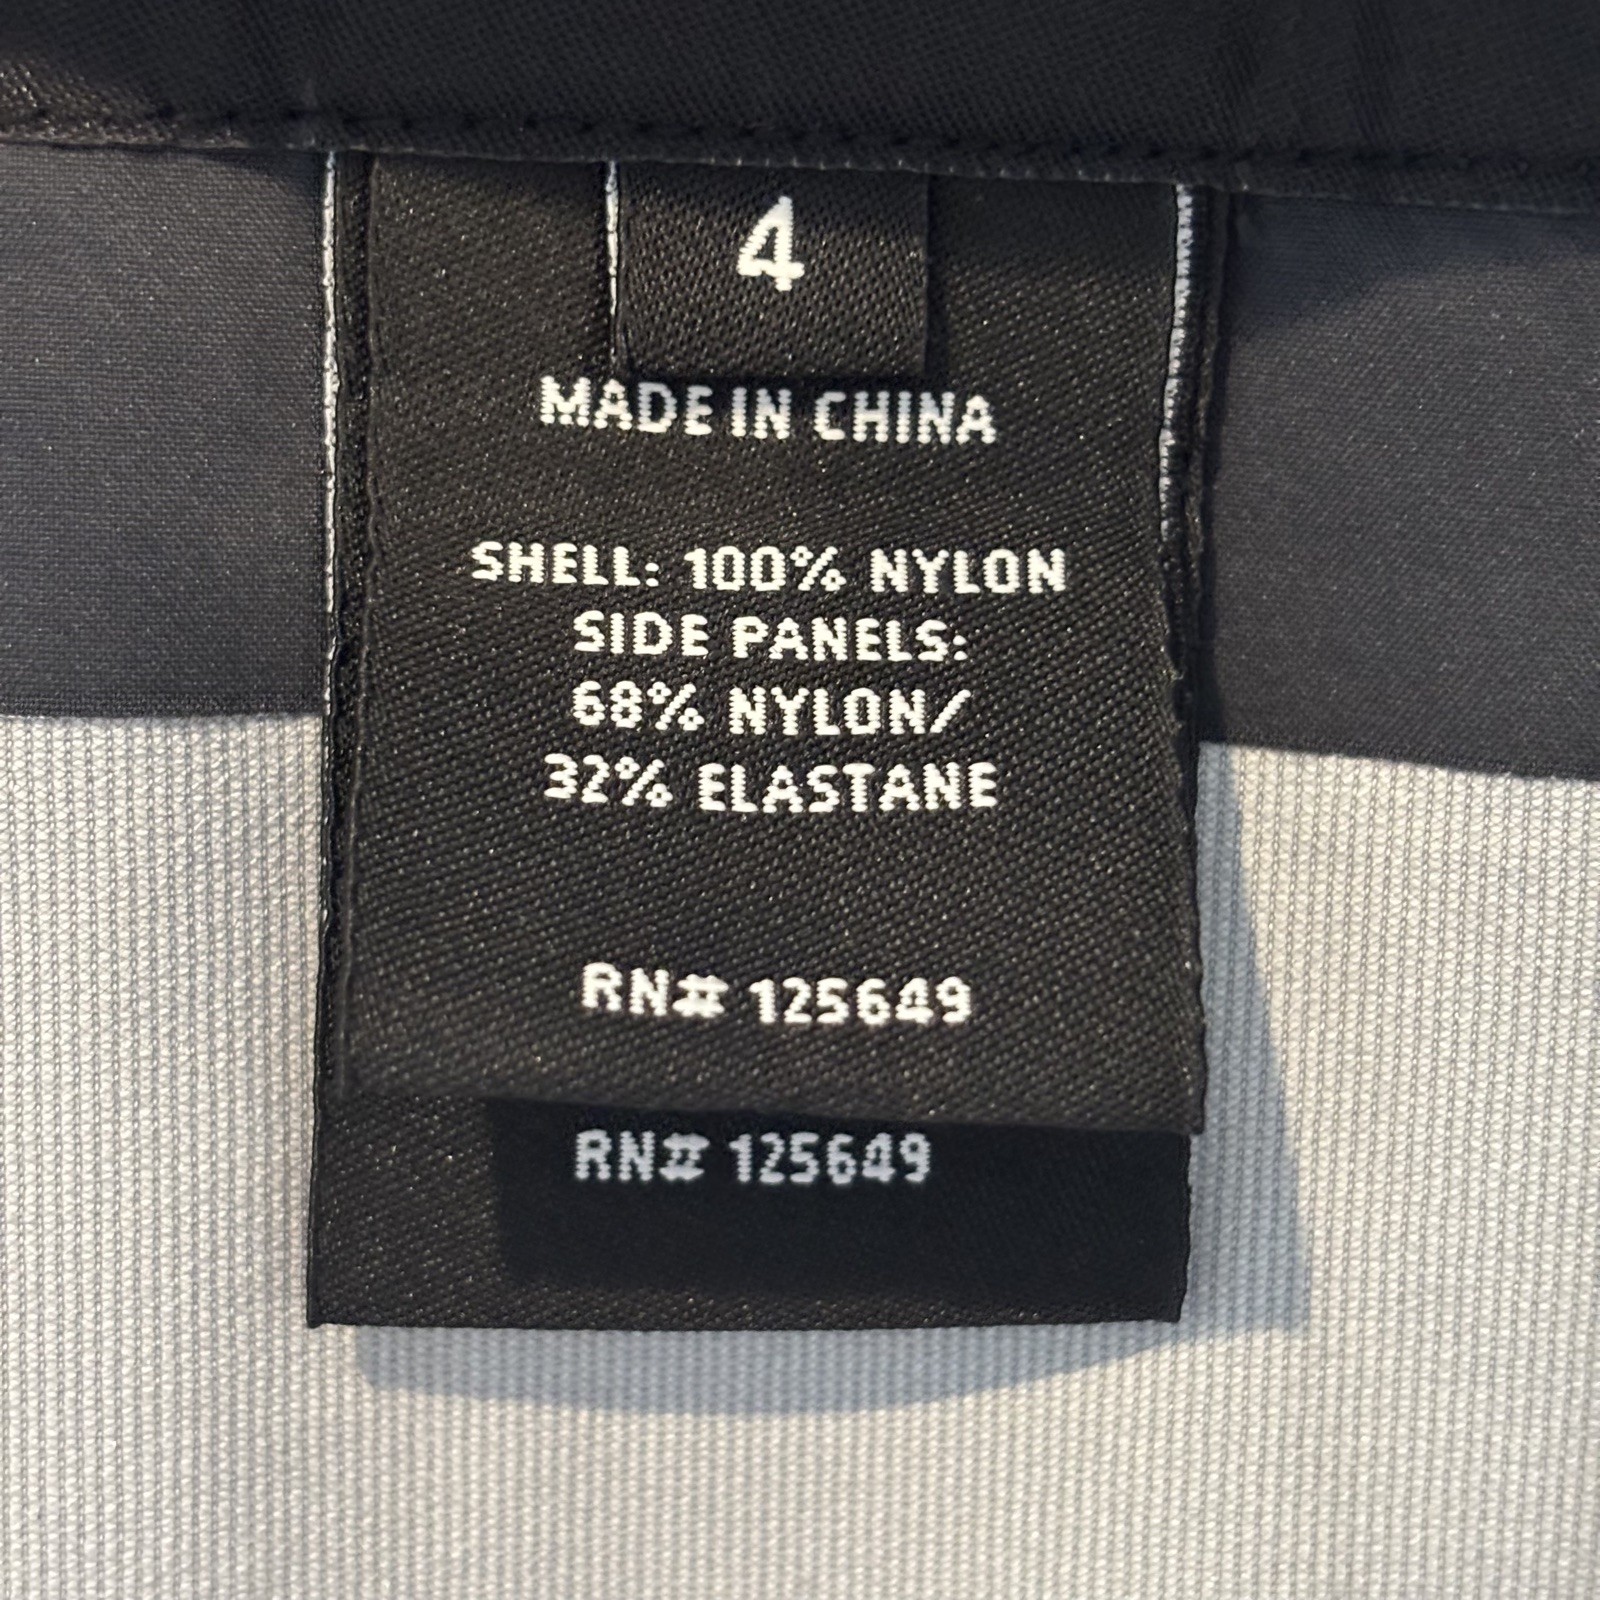 4
MADE IN CHINA
SHELL: 100% NYLON
SIDE PANELS:
68% NYLON/
32% ELASTANE
RN# 125649
RN# 125649